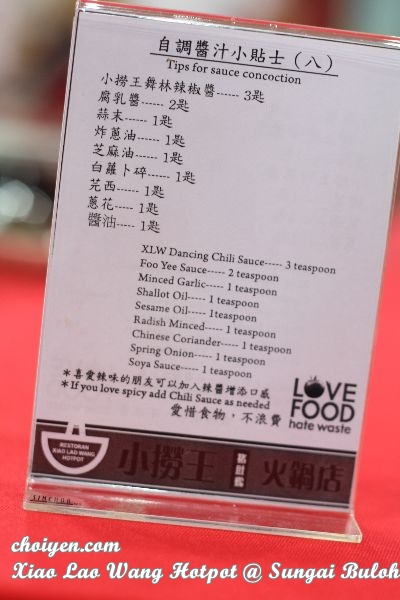 自調醬汁小貼士 (八)
Tips for sauce concoction
小撈王舞林辣椒醬------ 3匙
腐乳醬------ 2匙
蒜末------ 1匙
炸蔥油------ 1匙
芝麻油------ 1匙
白蘿卜碎------ 1匙
芫西------ 1匙
蔥花------ 1匙
醬油------ 1匙
XLW Dancing Chili Sauce----- 3 teaspoon
Foo Yee Sauce----- 2 teaspoon
Minced Garlic----- 1 teaspoon
Shallot Oil----- 1 teaspoon
Sesame Oil----- 1 teaspoon
Radish Minced----- 1 teaspoon
Chinese Coriander----- 1 teaspoon
Spring Onion----- 1 teaspoon
Soya Sauce----- 1 teaspoon
*喜愛辣味的朋友可以加入辣醬增添口感
*If you love spicy add Chili Sauce as needed
愛惜食物，不浪費
LOVE
FOOD
hate waste
RESTORAN
XIAO LAO WANG
HOTPOT
小撈王
火鍋店
choiyen.com
Xiao Lao Wang Hotpot @ Sungai Buloh